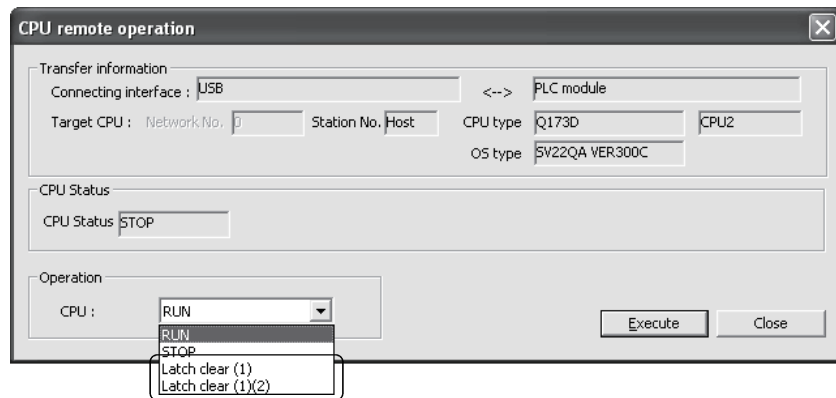 CPU remote operation
Transfer information
Connecting interface : USB <--> PLC module
Target CPU : Network No. 0 Station No. Host CPU type Q173D CPU2
OS type SV22QA VER300C
CPU Status
CPU Status STOP
Operation
CPU : RUN Execute Close
RUN
STOP
Latch clear (1)
Latch clear (1)(2)